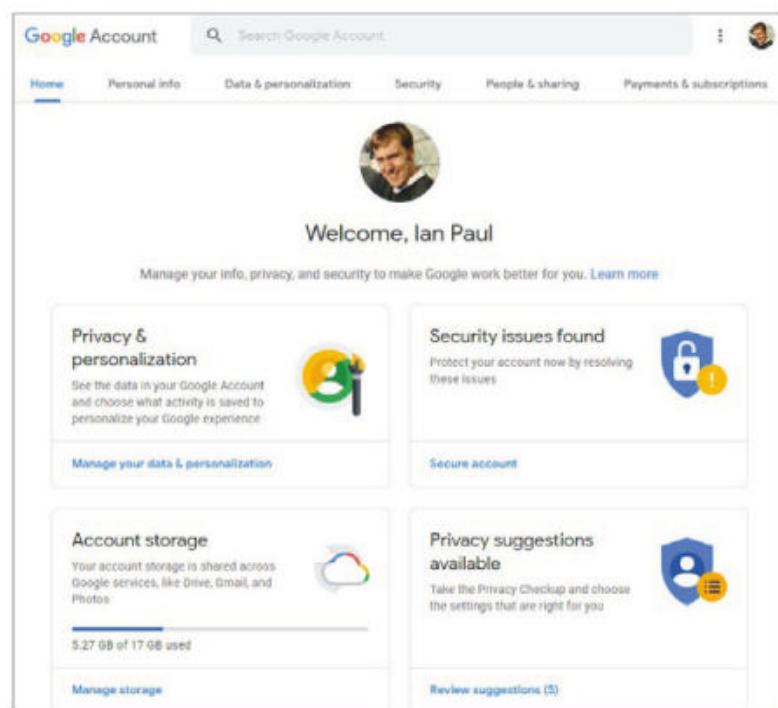 Google Account
Search Google Account
Home Personal info Data & personalization Security People & sharing Payments & subscriptions
Welcome, Ian Paul
Manage your info, privacy, and security to make Google work better for you. Learn more
Privacy &
personalization
See the data in your Google Account
and choose what activity is saved to
personalize your Google experience
Manage your data & personalization
Security issues found
Protect your account now by resolving
these issues
Secure account
Account storage
Your account storage is shared across
Google services, like Drive, Gmail, and
Photos
5.27 GB of 17 GB used
Manage storage
Privacy suggestions
available
Take the Privacy Checkup and choose
the settings that are right for you
Review suggestions (5)